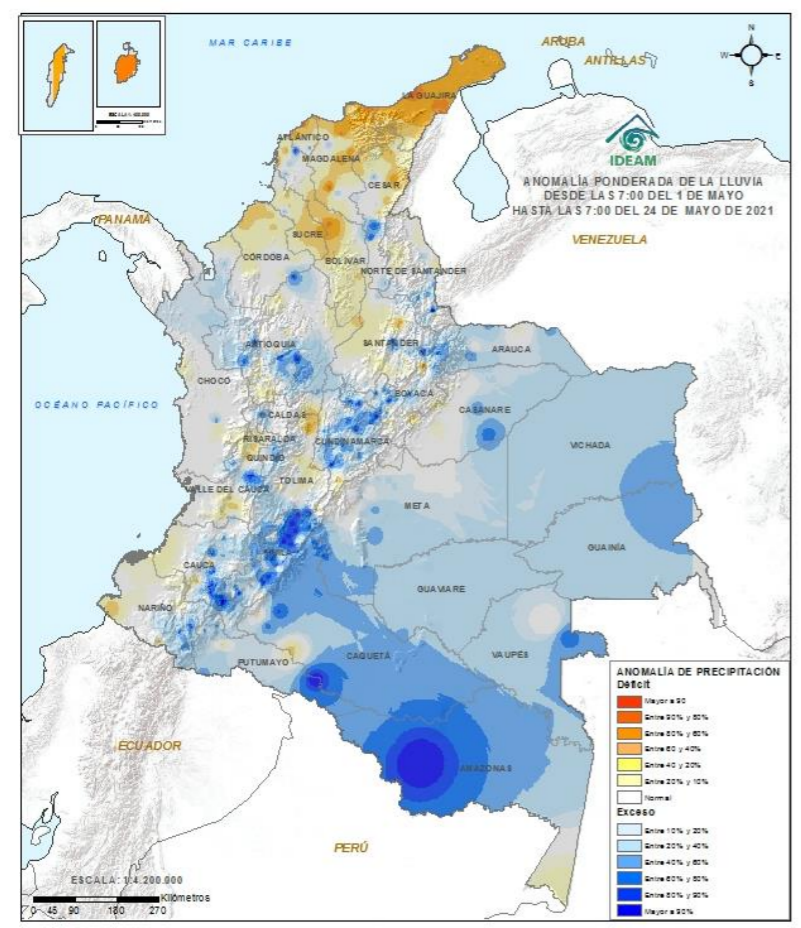 MAR CARIBE
ARUBA
ANTILLAS
N
W
E
S
LA GUAJIRA
ATLÁNTICO
MAGDALENA
CESAR
IDEAM
ANOMALÍA PONDERADA DE LA LLUVIA
DESDE LAS 7:00 DEL 1 DE MAYO
HASTA LAS 7:00 DEL 24 DE MAYO DE 2021
PANAMÁ
SUCRE
VENEZUELA
CÓRDOBA
BOLIVAR
NORTE DE SANTANDER
ANTIOQUIA
SANTANDER
ARAUCA
CHOCÓ
BOYACA
OCÉANO PACÍFICO
CALDAS
CASANARE
RISARALDA
CUNDINAMARCA
VICHADA
QUINDIO
TOLIMA
VALLE DEL CAUCA
META
GUAINÍA
CAUCA
GUAVIARE
NARIÑO
PUTUMAYO
CAQUETÁ
VAUPÉS
ECUADOR
AMAZONAS
PERÚ
ANOMALÍA DE PRECIPITACIÓN
Déficit
Mayor a 90
Entre 90% y 80%
Entre 80% y 60%
Entre 60 y 40%
Entre 40 y 20%
Entre 20% y 10%
Normal
Exceso
Entre 10% y 20%
Entre 20% y 40%
Entre 40% y 60%
Entre 60% y 80%
Entre 80% y 90%
Mayor a 90%
ESCALA: 1:4.200.000
Kilómetros
0 45 90 180 270